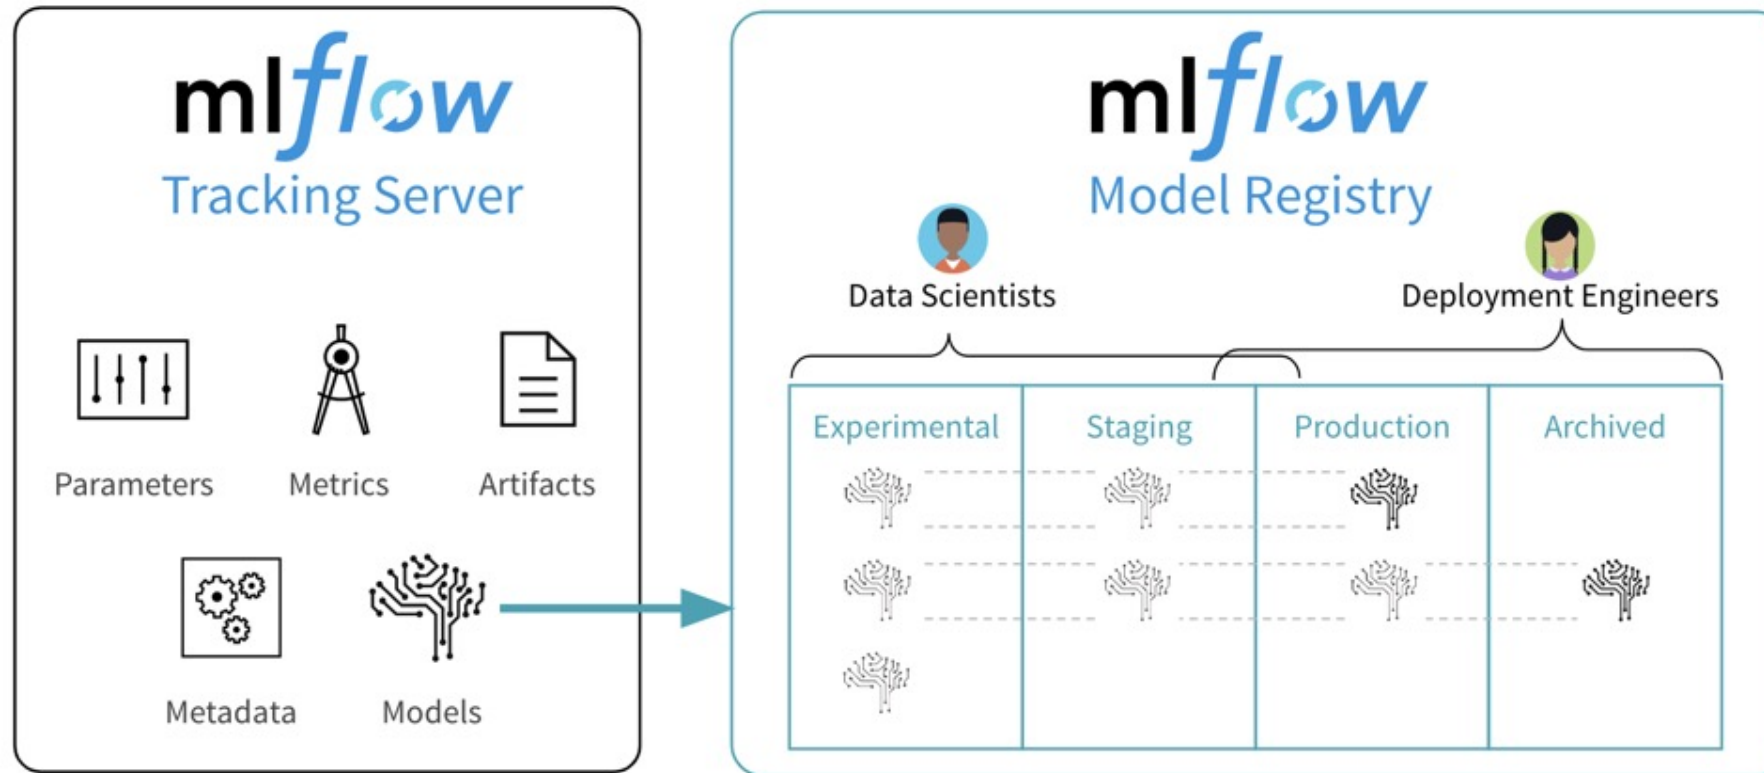 mlflow
Tracking Server
Parameters
Metrics
Artifacts
Metadata
Models
mlflow
Model Registry
Data Scientists
Deployment Engineers
Experimental
Staging
Production
Archived